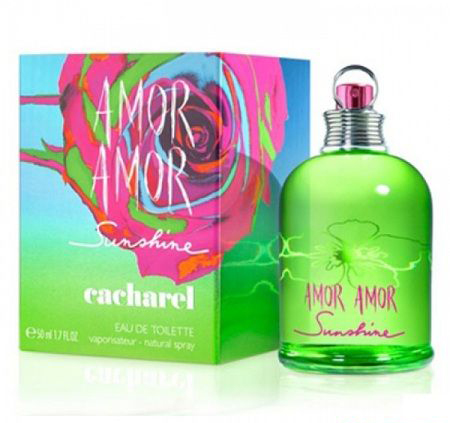 AMOR
AMOR
Sunshine
cacharel
EAU DE TOILETTE
e 50 ml 1.7 FL.OZ
vaporisateur - natural spray
AMOR AMOR
Sunshine